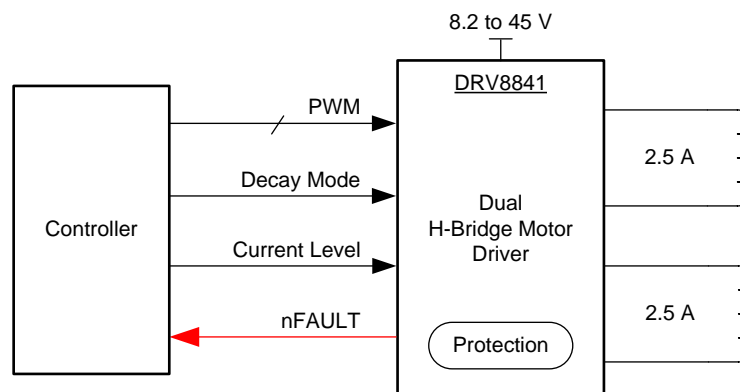 8.2 to 45 V
DRV8841
PWM
Decay Mode
Controller
Current Level
nFAULT
Dual
H-Bridge Motor
Driver
Protection
2.5 A
2.5 A